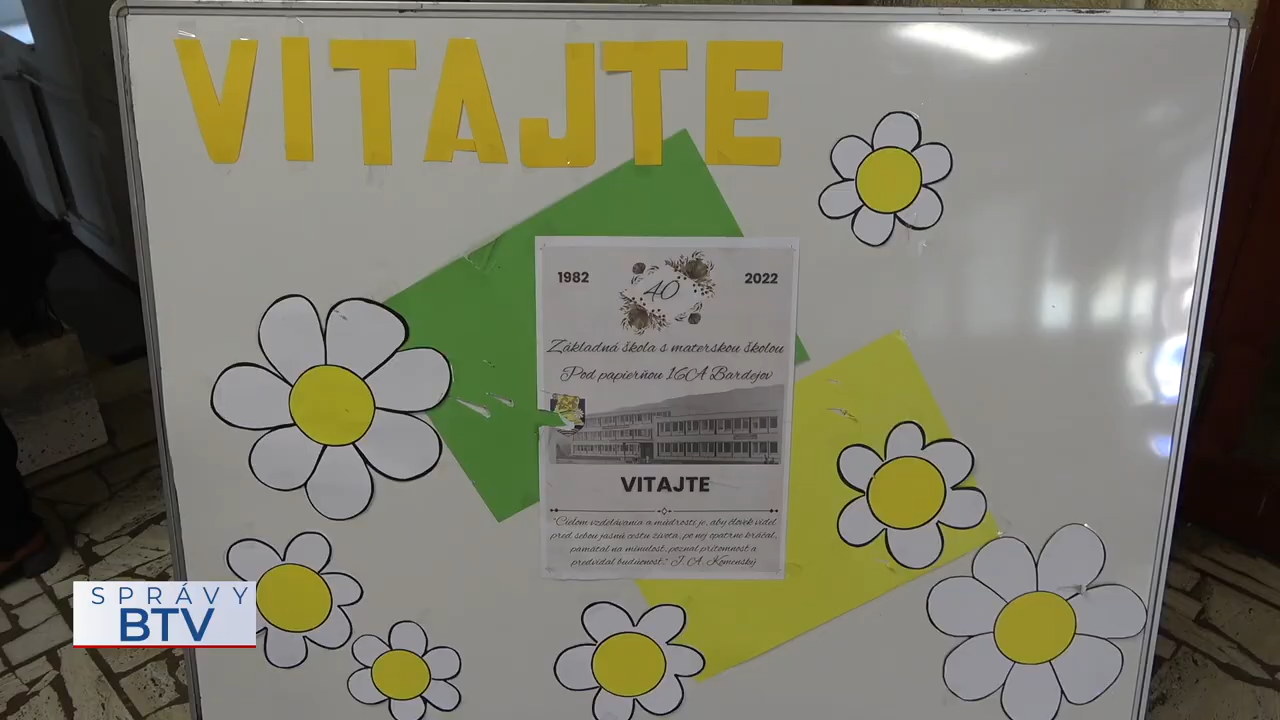 VITAJTE
1982
40
2022
Základná škola s materskou školou
Pod papierňou 16A Bardejov
VITAJTE
"Cieľom vzdelávania a múdrosti je, aby človek videl
pred sebou jasnú cestu života, po nej opatrne kráčal,
pamätal na minulosť, poznal prítomnosť a
predvídal budúcnosť." J. A. Komenský
SPRÁVY
BTV